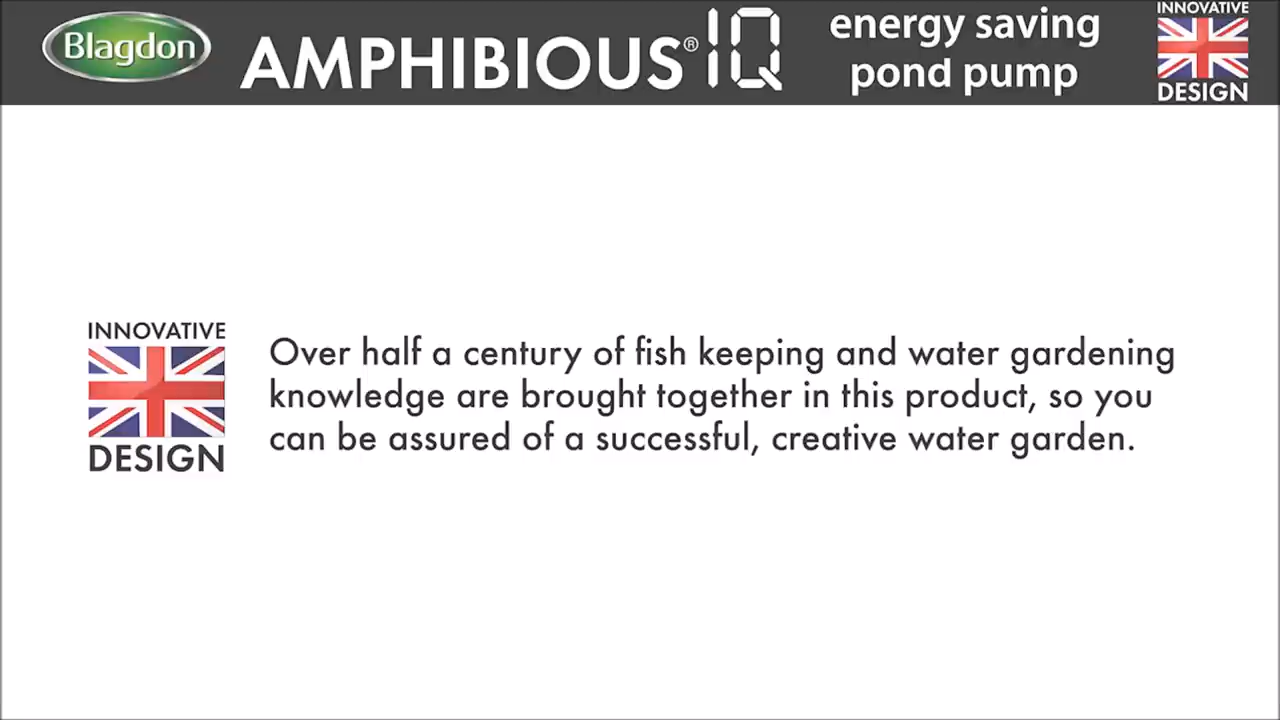 Blagdon
AMPHIBIOUS® IQ
energy saving
pond pump
INNOVATIVE
DESIGN
INNOVATIVE
DESIGN
Over half a century of fish keeping and water gardening
knowledge are brought together in this product, so you
can be assured of a successful, creative water garden.